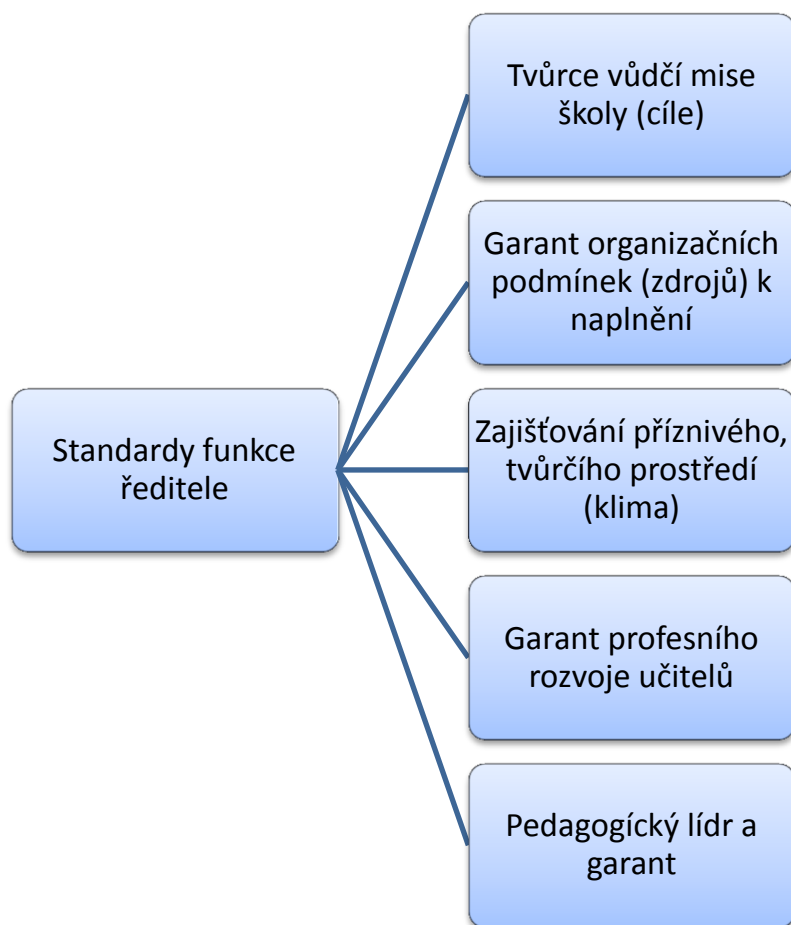 Tvůrce vůdčí mise
školy (cíle)
Garant organizačních
podmínek (zdrojů) k
naplnění
Standardy funkce
ředitele
Zajišťování příznivého,
tvůrčího prostředí
(klima)
Garant profesního
rozvoje učitelů
Pedagogícký lídr a
garant